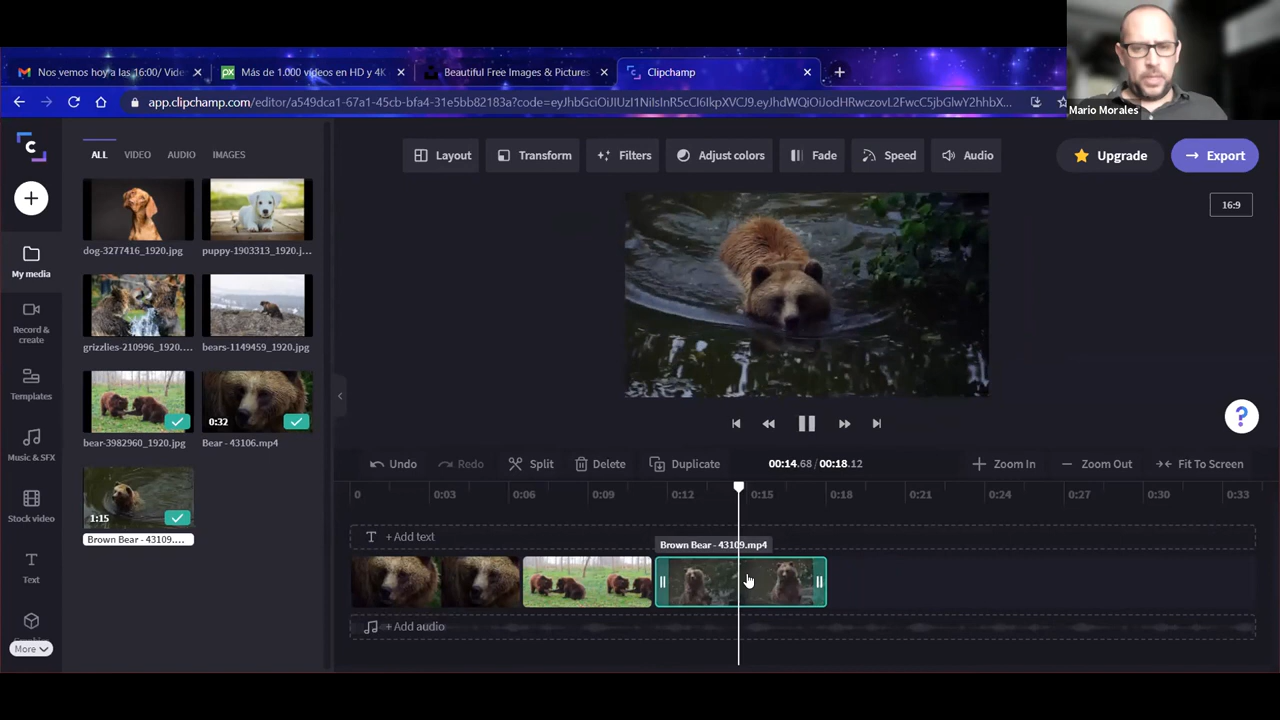 Nos vemos hoy a las 16:00/ Vide
Más de 1.000 vídeos en HD y 4K
Beautiful Free Images & Pictures
Clipchamp
Mario Morales
app.clipchamp.com/editor/a549dca1-67a1-45cb-bfa4-31e5bb82183a?code=eyJhbGciOiJIUzI1NiIsInR5cCI6IkpXVCJ9.eyJhdWQiOiJodHRwczovL2FwcC5jbGlwY2hhbX...
ALL VIDEO AUDIO IMAGES
Layout Transform Filters Adjust colors Fade Speed Audio
Upgrade Export
16:9
My media
Record & create
Templates
Music & SFX
Stock video
Text
More
dog-3277416_1920.jpg
puppy-1903313_1920.j...
grizzlies-210996_1920....
bears-1149459_1920.jpg
bear-3982960_1920.jpg
0:32
Bear - 43106.mp4
1:15
Brown Bear - 43109....
Undo Redo Split Delete Duplicate 00:14.68 / 00:18.12 Zoom In Zoom Out Fit To Screen
0 0:03 0:06 0:09 0:12 0:15 0:18 0:21 0:24 0:27 0:30 0:33
T + Add text
Brown Bear - 43109.mp4
+ Add audio